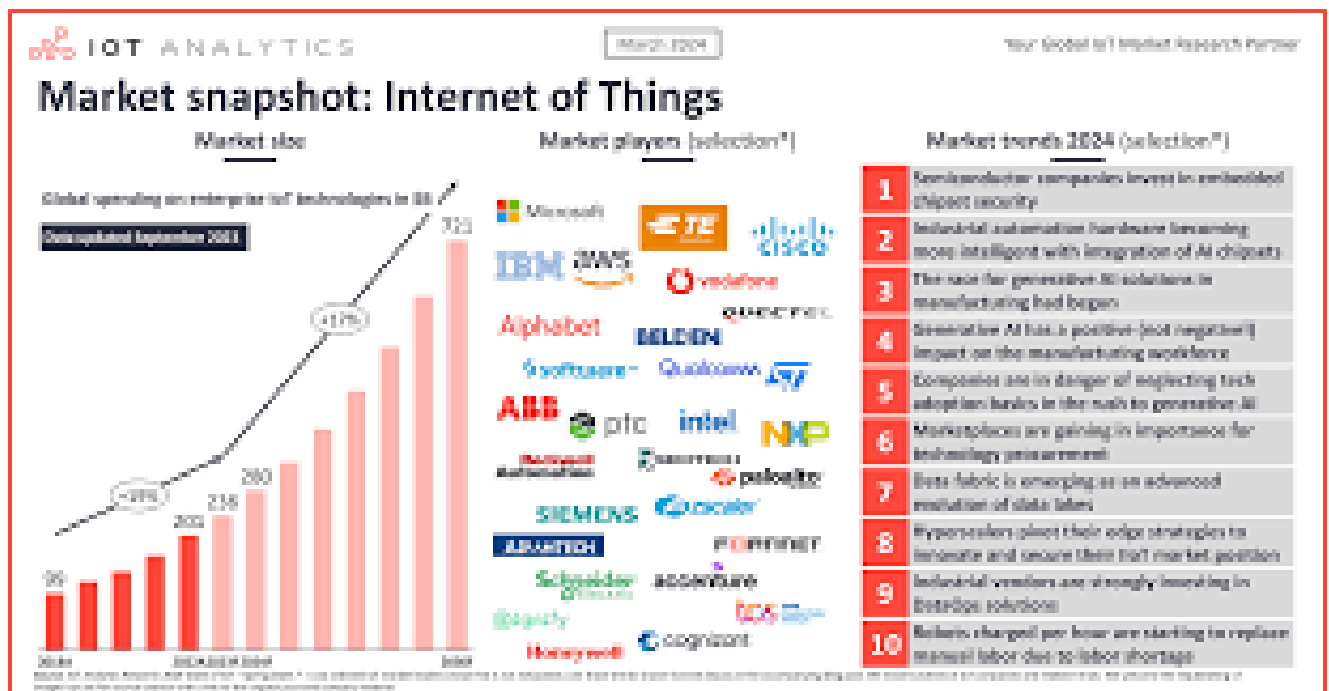 IOT ANALYTICS
March 2024
Your Global IoT Market Research Partner
Market snapshot: Internet of Things
Market size
Global spending on enterprise IoT technologies in $B
Data updated September 2023
721
+17%
280
238
201
99
Market players (selection*)
Microsoft
TE
CISCO
IBM
aws
vodafone
QUECTEL
Alphabet
BELDEN
software
Qualcomm
ST
ABB
ptc
intel
NXP
Rockwell
Automation
paloalto
SIEMENS
zscaler
ADVANTECH
FORTINET
Schneider
Electric
accenture
tcs
cognizant
Honeywell
Market trends 2024 (selection*)
1
Semiconductor companies invest in embedded
chipset security
2
Industrial automation hardware becoming
more intelligent with integration of AI chipsets
3
The race for generative AI solutions in
manufacturing had begun
4
Generative AI has a positive (not negative!)
impact on the manufacturing workforce
5
Companies are in danger of neglecting tech
adoption basics in the rush to generative AI
6
Marketplaces are gaining in importance for
technology procurement
7
Data fabric is emerging as an advanced
evolution of data lakes
8
Hyperscalers pivot their edge strategies to
innovate and secure their IoT market position
9
Industrial vendors are strongly investing in
DataOps solutions
10
Robots charged per hour are starting to replace
manual labor due to labor shortage